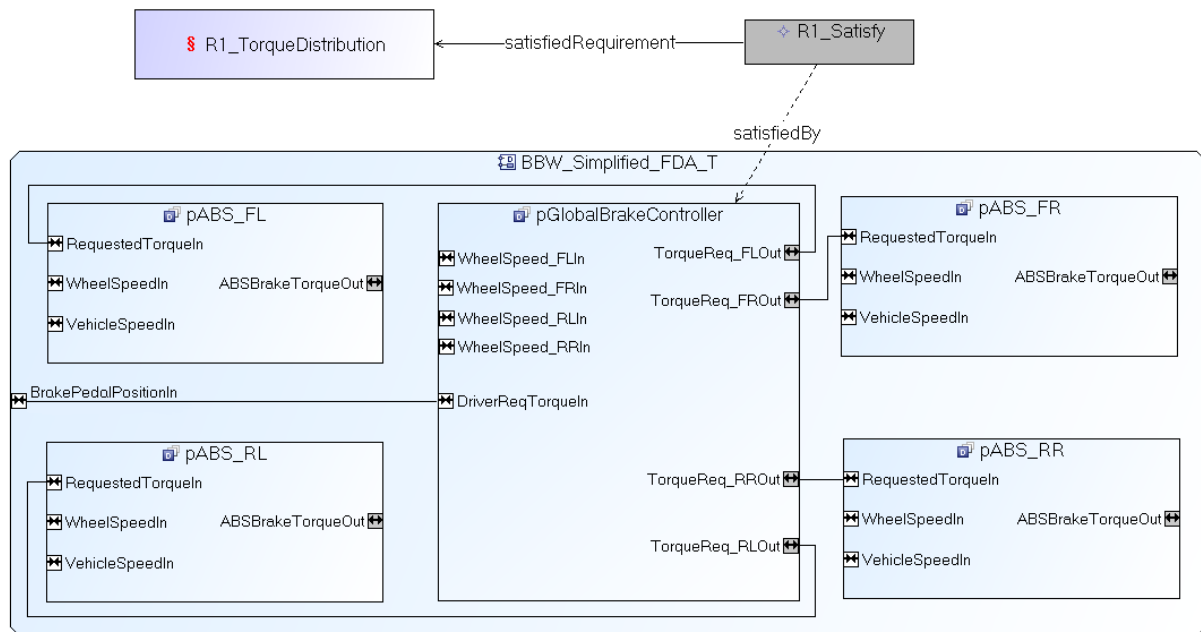 § R1_TorqueDistribution
satisfiedRequirement
R1_Satisfy
satisfiedBy
BBW_Simplified_FDA_T
pABS_FL
RequestedTorqueIn
WheelSpeedIn
ABSBrakeTorqueOut
VehicleSpeedIn
pGlobalBrakeController
WheelSpeed_FLIn
WheelSpeed_FRIn
WheelSpeed_RLIn
WheelSpeed_RRIn
DriverReqTorqueIn
TorqueReq_FLOut
TorqueReq_FROut
TorqueReq_RROut
TorqueReq_RLOut
pABS_FR
RequestedTorqueIn
WheelSpeedIn
ABSBrakeTorqueOut
VehicleSpeedIn
BrakePedalPositionIn
pABS_RL
RequestedTorqueIn
WheelSpeedIn
ABSBrakeTorqueOut
VehicleSpeedIn
pABS_RR
RequestedTorqueIn
WheelSpeedIn
ABSBrakeTorqueOut
VehicleSpeedIn